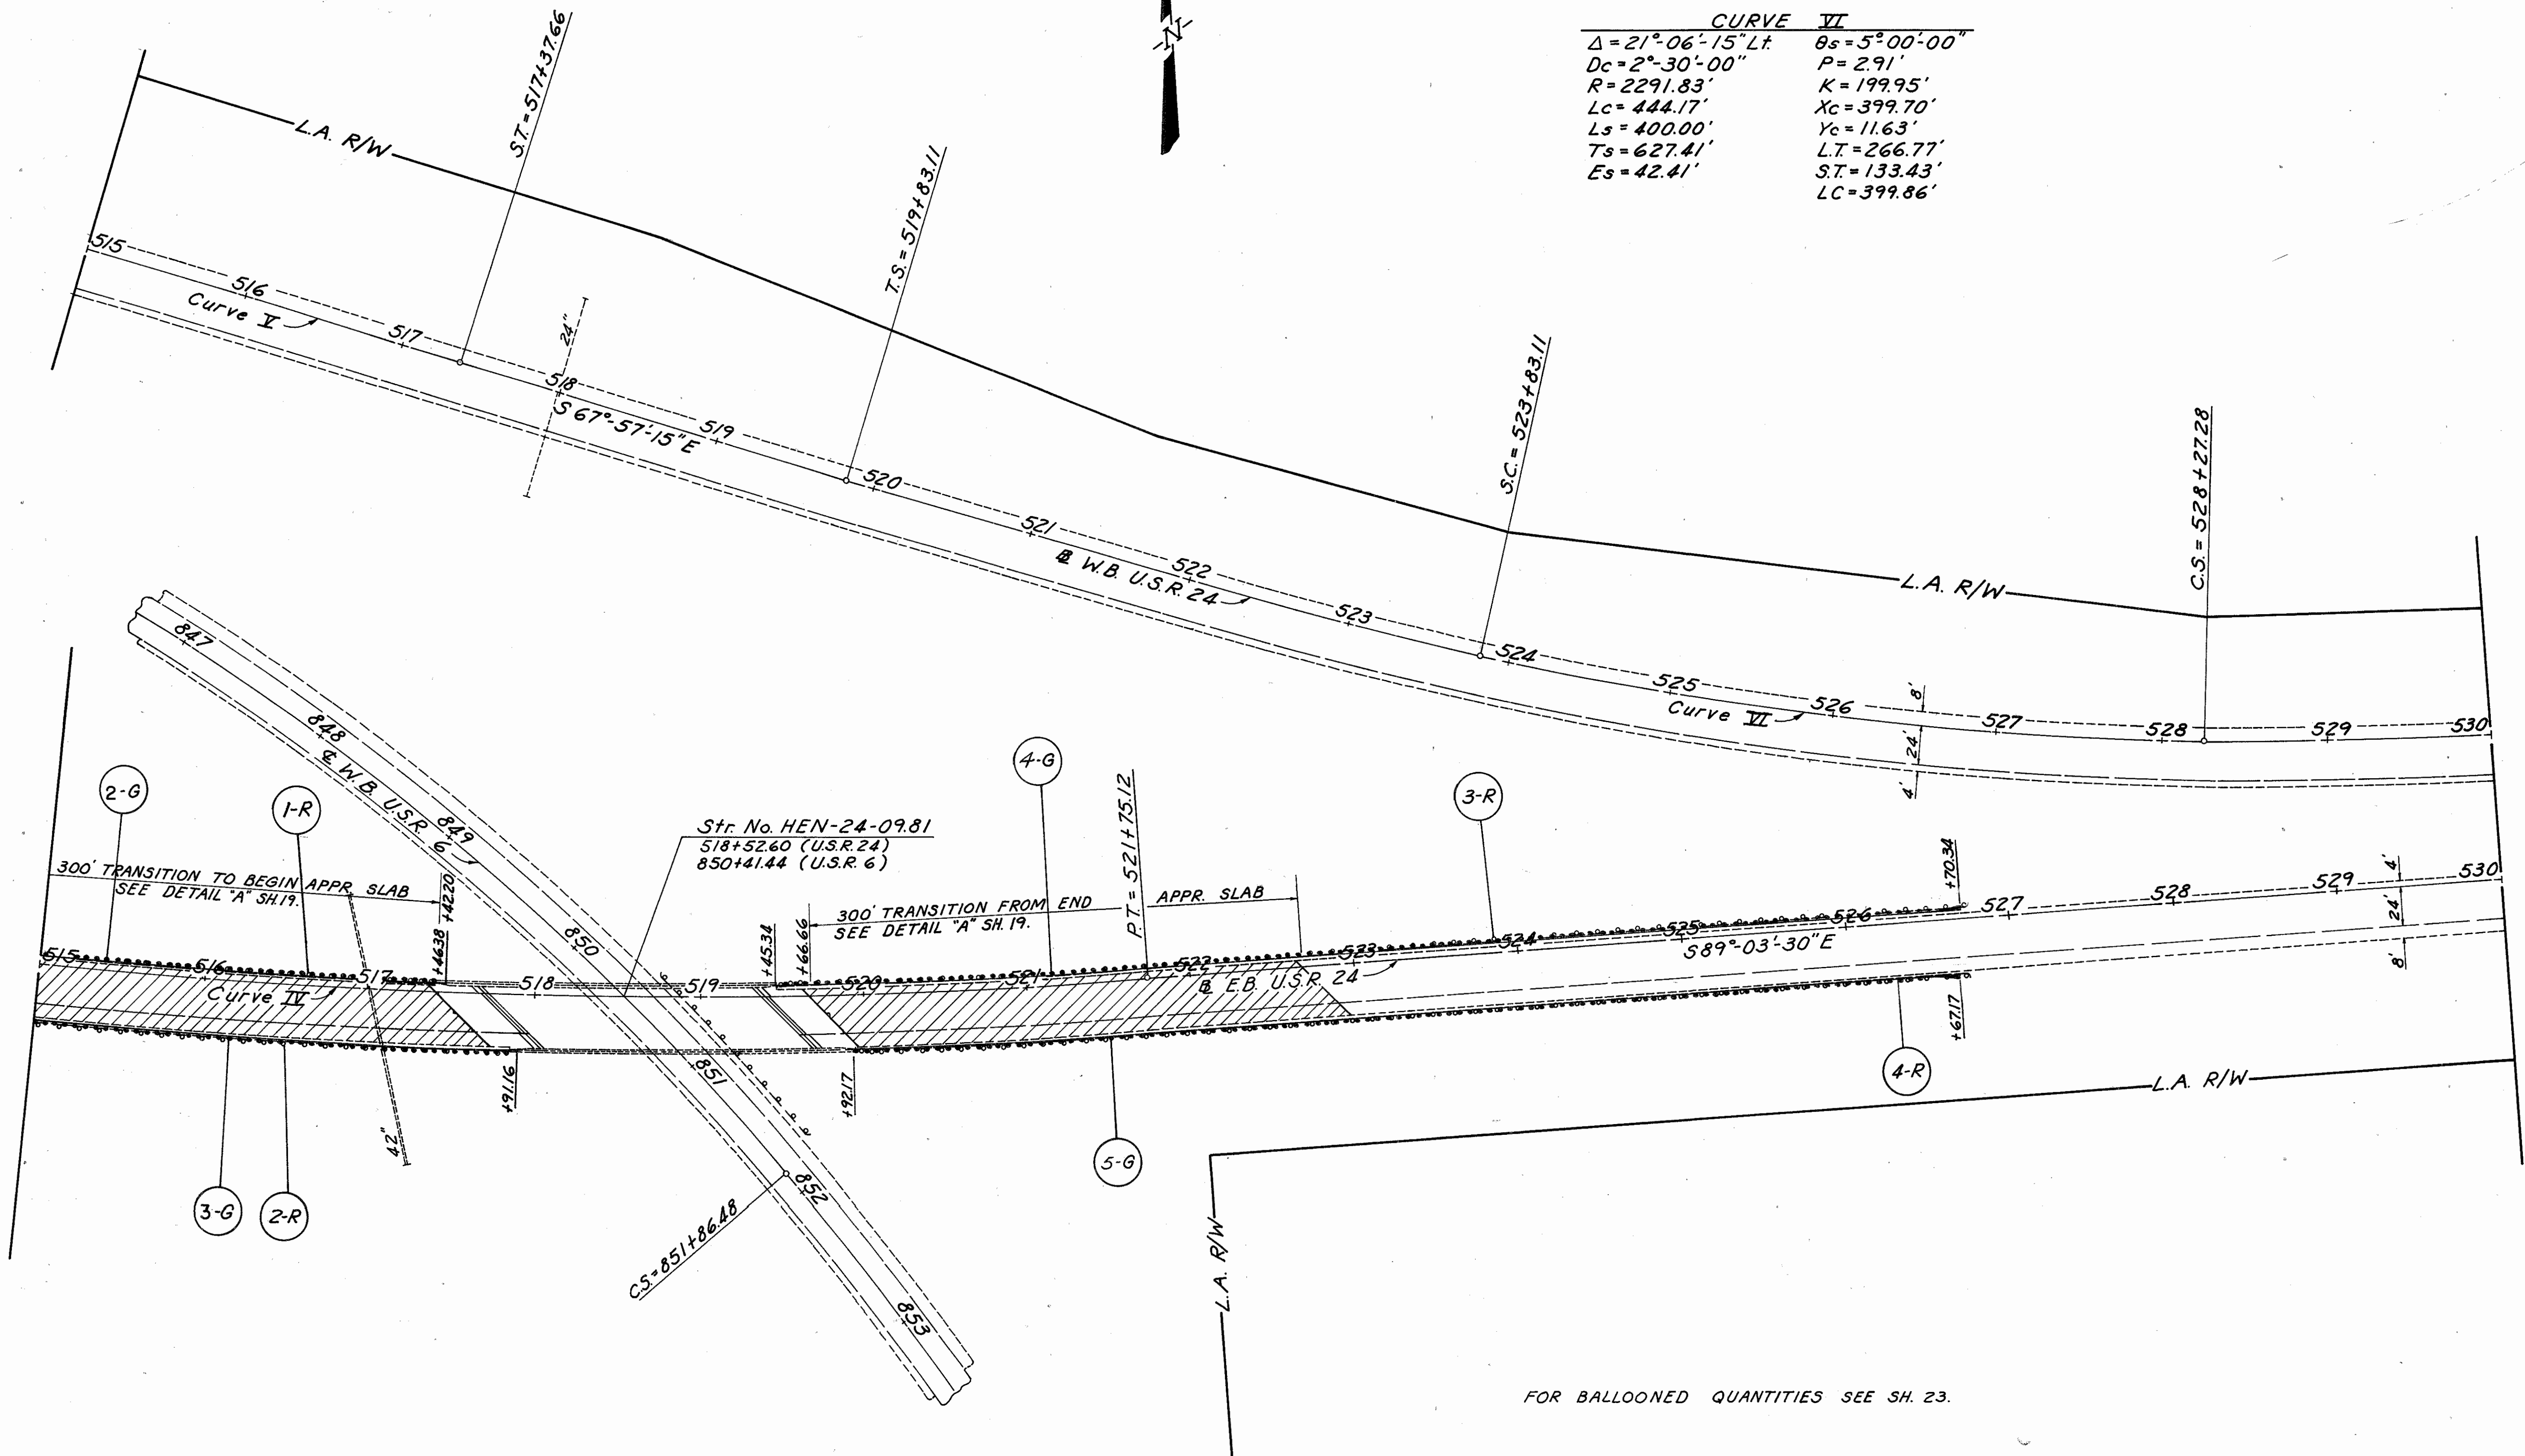 N
CURVE VI
Δ = 21°-06'-15" Lt.
Dc = 2°-30'-00"
R = 2291.83'
Lc = 444.17'
Ls = 400.00'
Ts = 627.41'
Es = 42.41'
θs = 5°-00'-00"
P = 2.91'
K = 199.95'
Xc = 399.70'
Yc = 11.63'
L.T. = 266.77'
S.T. = 133.43'
LC = 399.86'
L.A. R/W
S.T. = 517+37.66
T.S. = 519+83.11
S.C. = 523+83.11
C.S. = 528+27.28
515
516
Curve V
517
24"
518
S 67°-57'-15" E
519
520
521
522
W.B. U.S.R. 24
523
524
525
526
Curve VI
527
528
529
530
8'
24'
4'
L.A. R/W
847
848
℄ W.B. U.S.R. 6
849
850
851
852
853
C.S. = 851+86.48
2-G
1-R
4-G
3-R
300' TRANSITION TO BEGIN APPR. SLAB
SEE DETAIL "A" SH.19.
+46.38
+42.20
Str. No. HEN-24-09.81
518+52.60 (U.S.R. 24)
850+41.44 (U.S.R. 6)
+45.34
+66.66
300' TRANSITION FROM END APPR. SLAB
SEE DETAIL "A" SH. 19.
P.T. = 521+75.12
+70.34
515
516
517
Curve IV
518
519
520
521
522
523
524
525
526
527
528
529
530
E.B. U.S.R. 24
S 89°-03'-30" E
4'
24'
8'
42"
+91.16
+92.17
+67.17
3-G
2-R
5-G
4-R
L.A. R/W
L.A. R/W
FOR BALLOONED QUANTITIES SEE SH. 23.